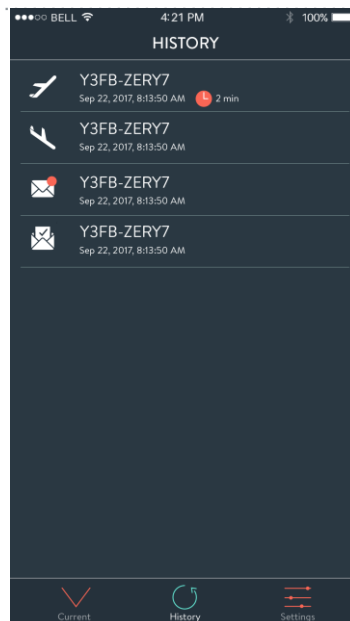 BELL 4:21 PM 100%
HISTORY
Y3FB-ZERY7
Sep 22, 2017, 8:13:50 AM 2 min
Y3FB-ZERY7
Sep 22, 2017, 8:13:50 AM
Y3FB-ZERY7
Sep 22, 2017, 8:13:50 AM
Y3FB-ZERY7
Sep 22, 2017, 8:13:50 AM
Current History Settings